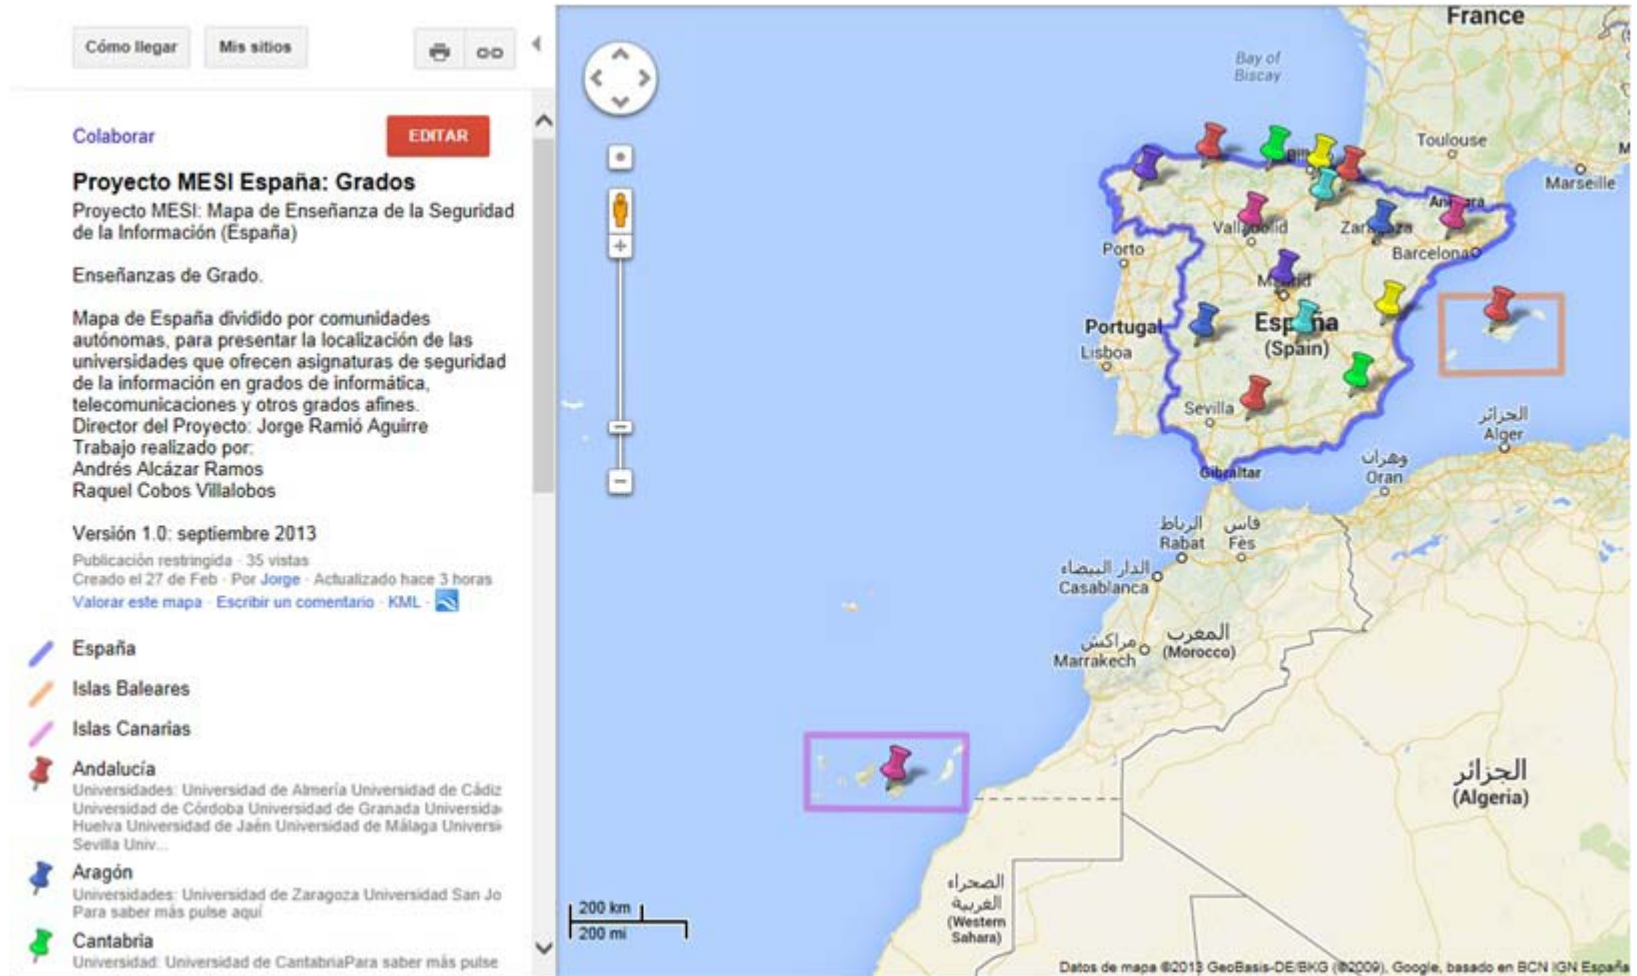 Cómo llegar
Mis sitios
Colaborar
EDITAR
Proyecto MESI España: Grados
Proyecto MESI: Mapa de Enseñanza de la Seguridad
de la Información (España)
Enseñanzas de Grado.
Mapa de España dividido por comunidades
autónomas, para presentar la localización de las
universidades que ofrecen asignaturas de seguridad
de la información en grados de informática,
telecomunicaciones y otros grados afines.
Director del Proyecto: Jorge Ramió Aguirre
Trabajo realizado por:
Andrés Alcázar Ramos
Raquel Cobos Villalobos
Versión 1.0: septiembre 2013
Publicación restringida · 35 vistas
Creado el 27 de Feb · Por Jorge · Actualizado hace 3 horas
Valorar este mapa · Escribir un comentario · KML ·
España
Islas Baleares
Islas Canarias
Andalucía
Universidades: Universidad de Almería Universidad de Cádiz
Universidad de Córdoba Universidad de Granada
Huelva Universidad de Jaén Universidad de Málaga
Sevilla Univ...
Aragón
Universidades: Universidad de Zaragoza Universidad San Jo
Para saber más pulse aquí
Cantabria
Universidad: Universidad de CantabriaPara saber más pulse
France
Bay of
Biscay
Toulouse
Marseille
Valladolid
Barcelona
Porto
Madrid
Portugal
España
(Spain)
Lisboa
Sevilla
Gibraltar
الجزائر
Alger
وهران
Oran
الرباط
Rabat
فاس
Fès
الدار البيضاء
Casablanca
مراكش
Marrakech
المغرب
(Morocco)
الجزائر
(Algeria)
الصحراء
الغربية
(Western
Sahara)
200 km
200 mi
Datos de mapa ©2013 GeoBasis-DE/BKG (©2009), Google, basado en BCN IGN España